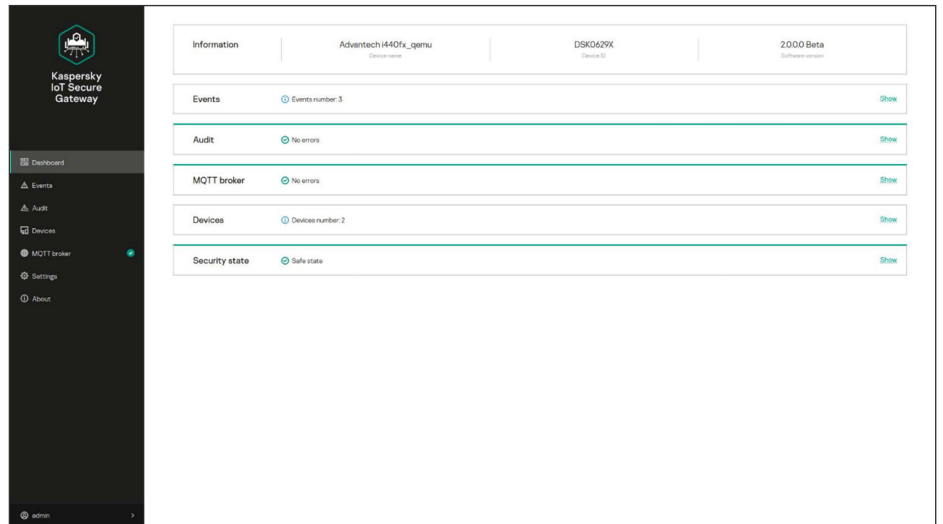 Kaspersky
IoT Secure
Gateway
Dashboard
Events
Audit
Devices
MQTT broker
Settings
About
admin
Information
Advantech i440fx_qemu
Device name
DSK0629X
Device ID
2.0.0.0 Beta
Software version
Events
Events number: 3
Show
Audit
No errors
Show
MQTT broker
No errors
Show
Devices
Devices number: 2
Show
Security state
Safe state
Show